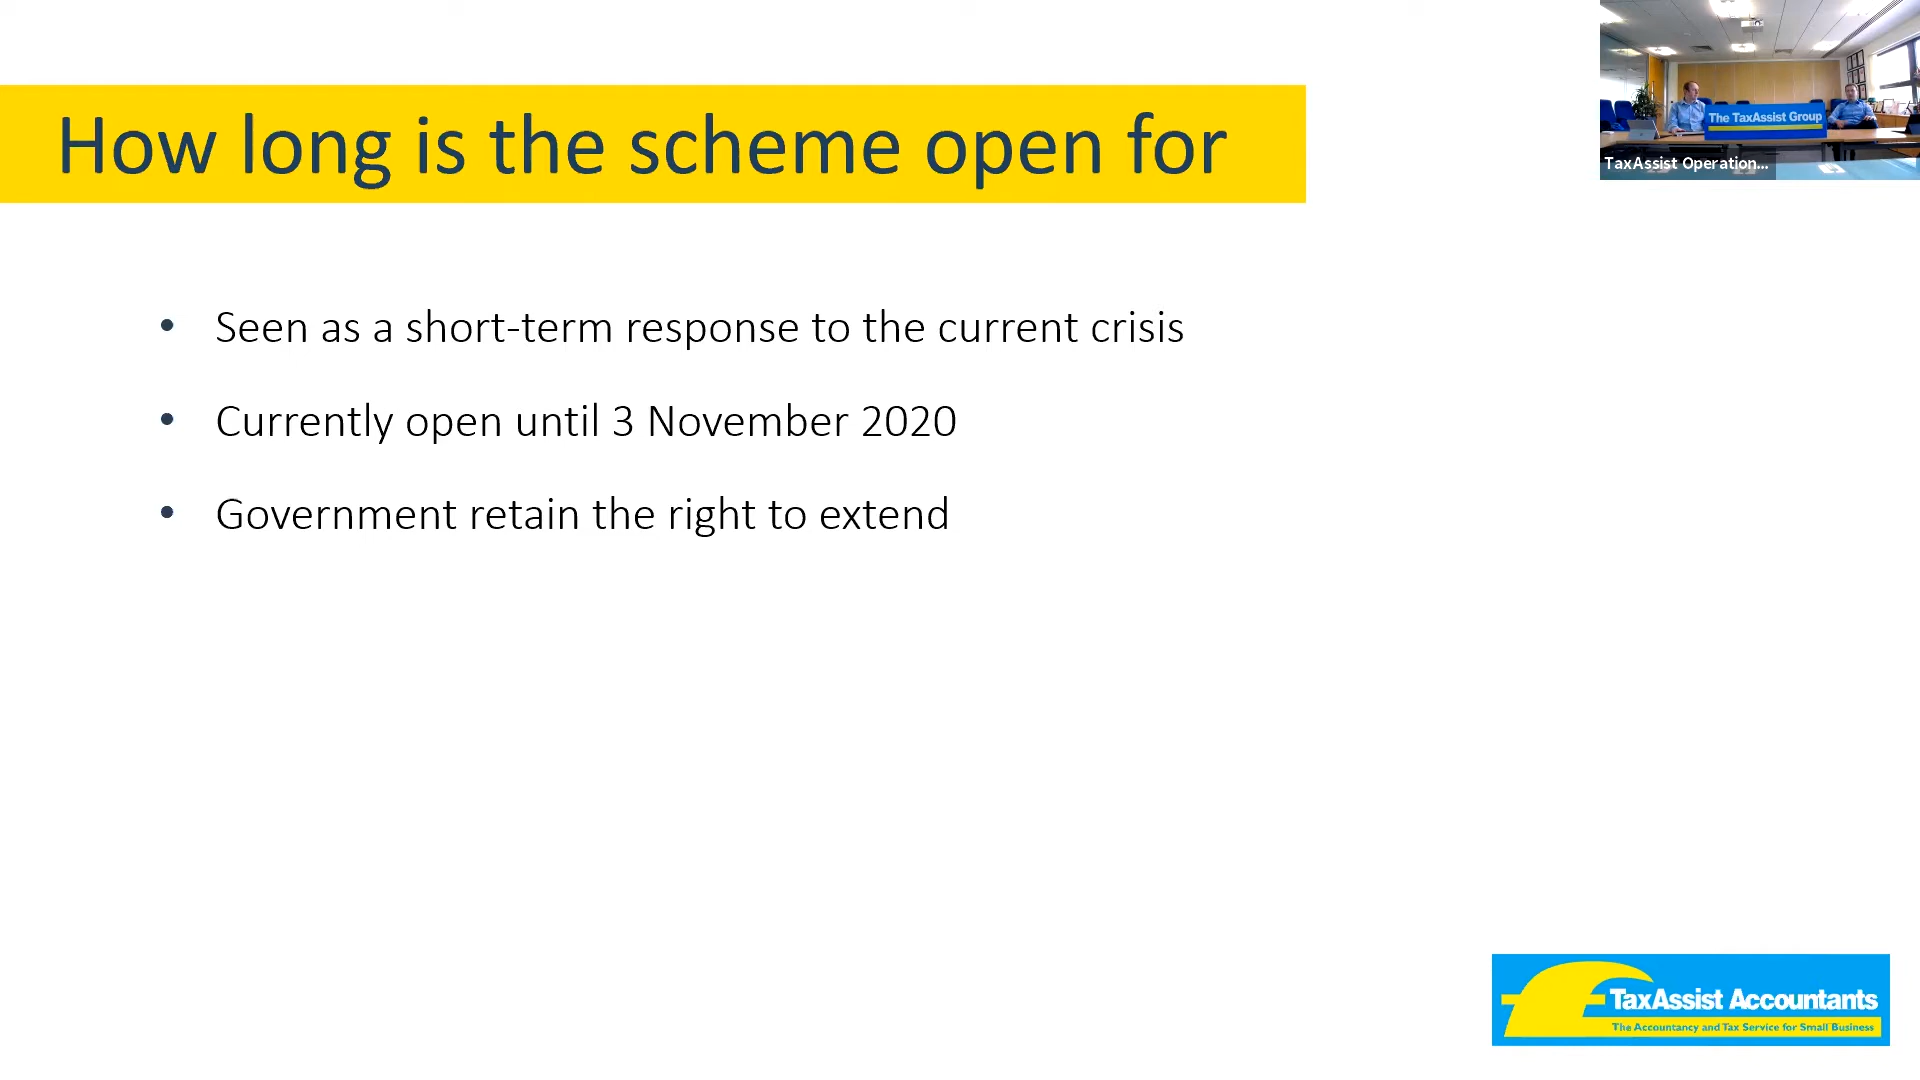 How long is the scheme open for
The TaxAssist Group
TaxAssist Operation...
• Seen as a short-term response to the current crisis
• Currently open until 3 November 2020
• Government retain the right to extend
TaxAssist Accountants
The Accountancy and Tax Service for Small Business